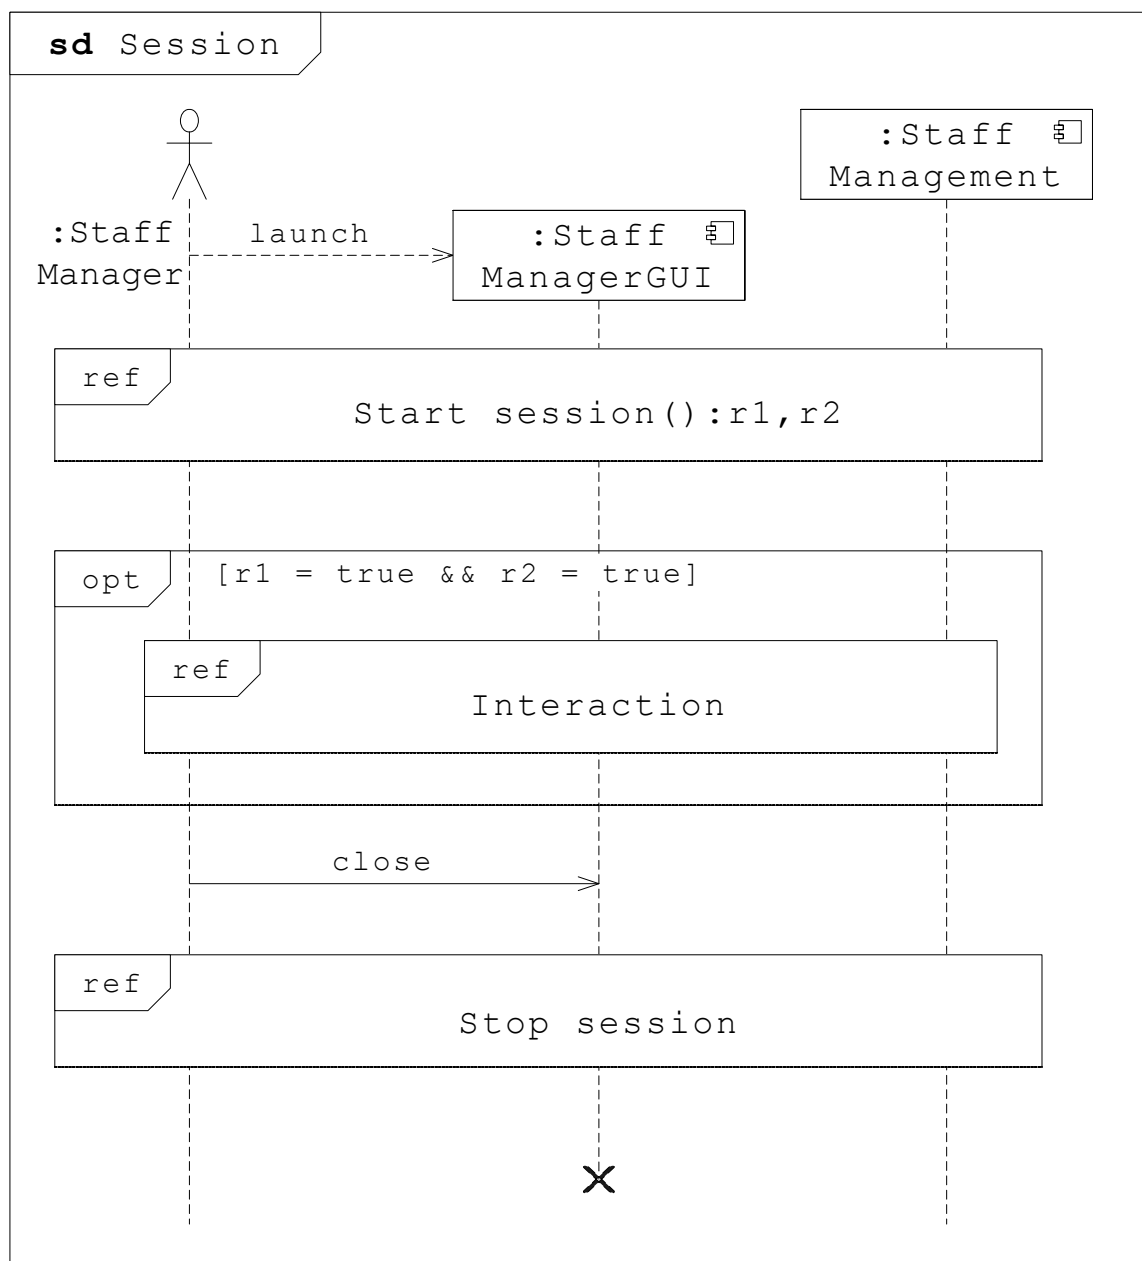 sd Session
:Staff
Management
:Staff
Manager
launch
:Staff
ManagerGUI
ref
Start session():r1,r2
opt
[r1 = true && r2 = true]
ref
Interaction
close
ref
Stop session